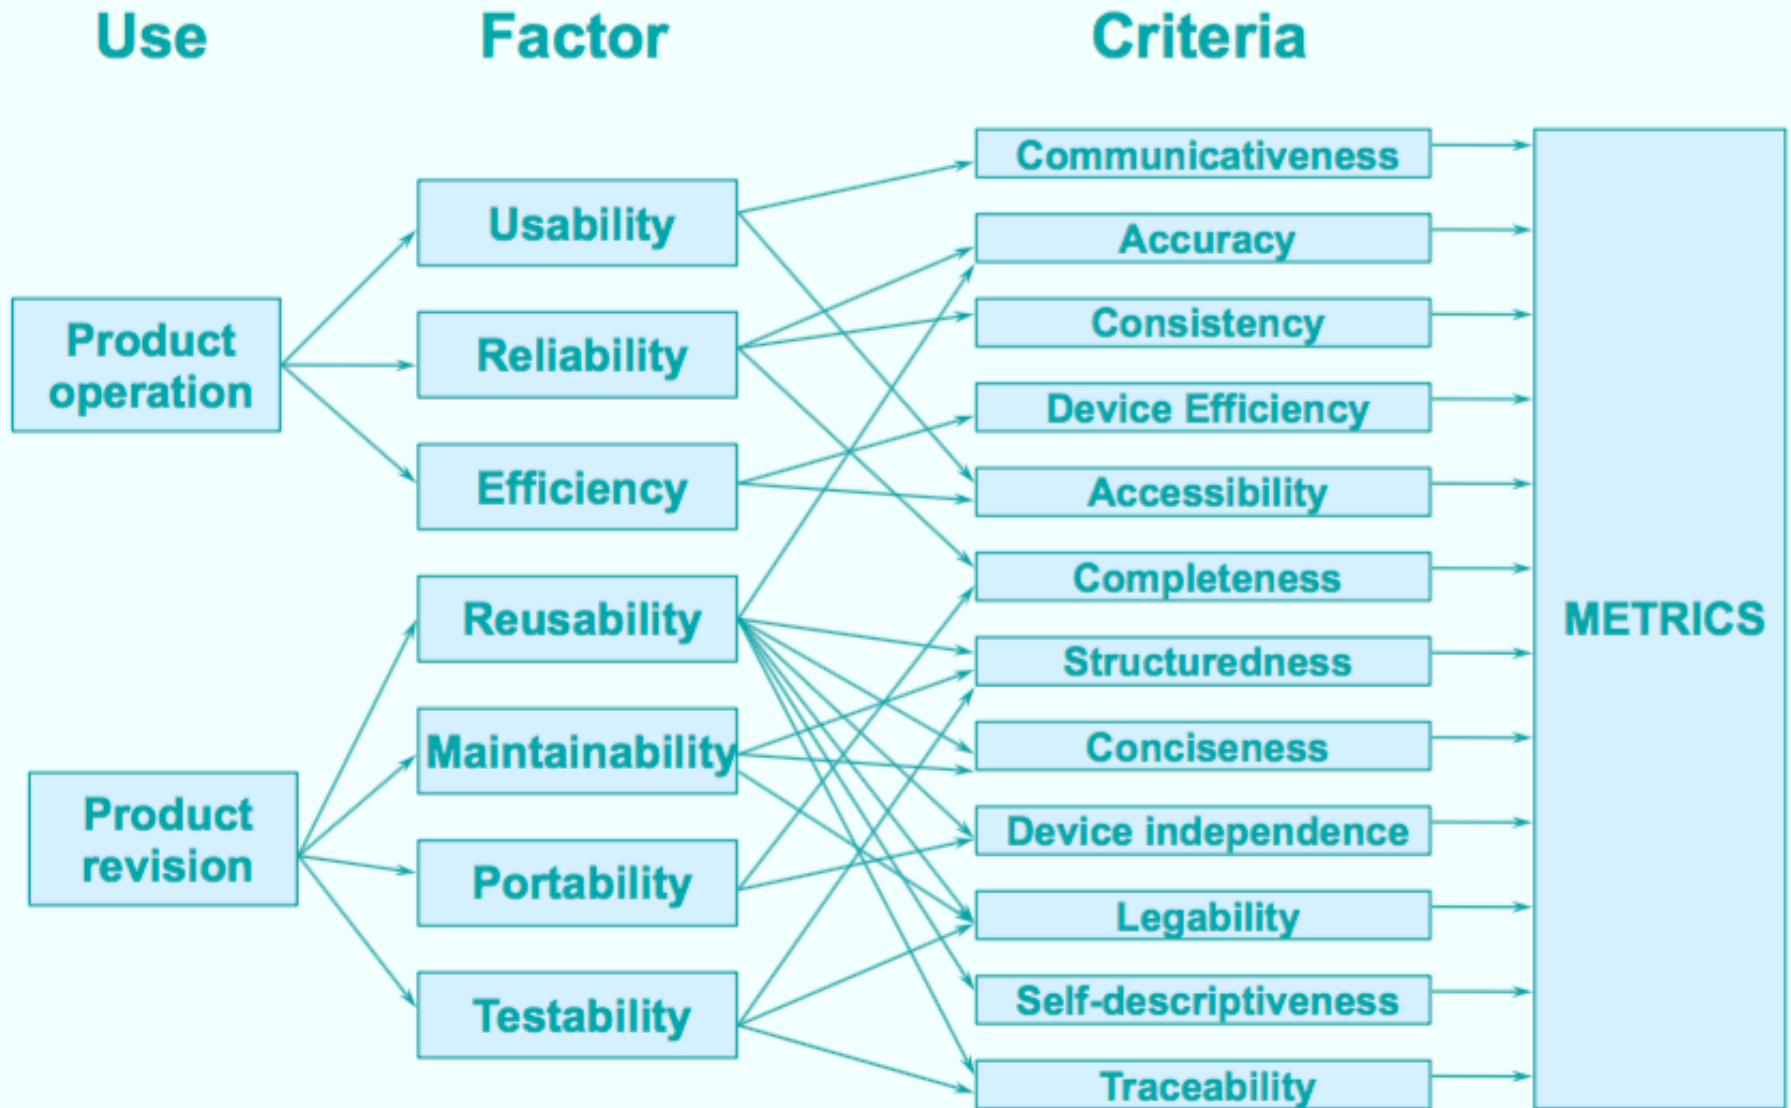 Use
Factor
Criteria
Product
operation
Product
revision
Usability
Reliability
Efficiency
Reusability
Maintainability
Portability
Testability
Communicativeness
Accuracy
Consistency
Device Efficiency
Accessibility
Completeness
Structuredness
Conciseness
Device independence
Legability
Self-descriptiveness
Traceability
METRICS